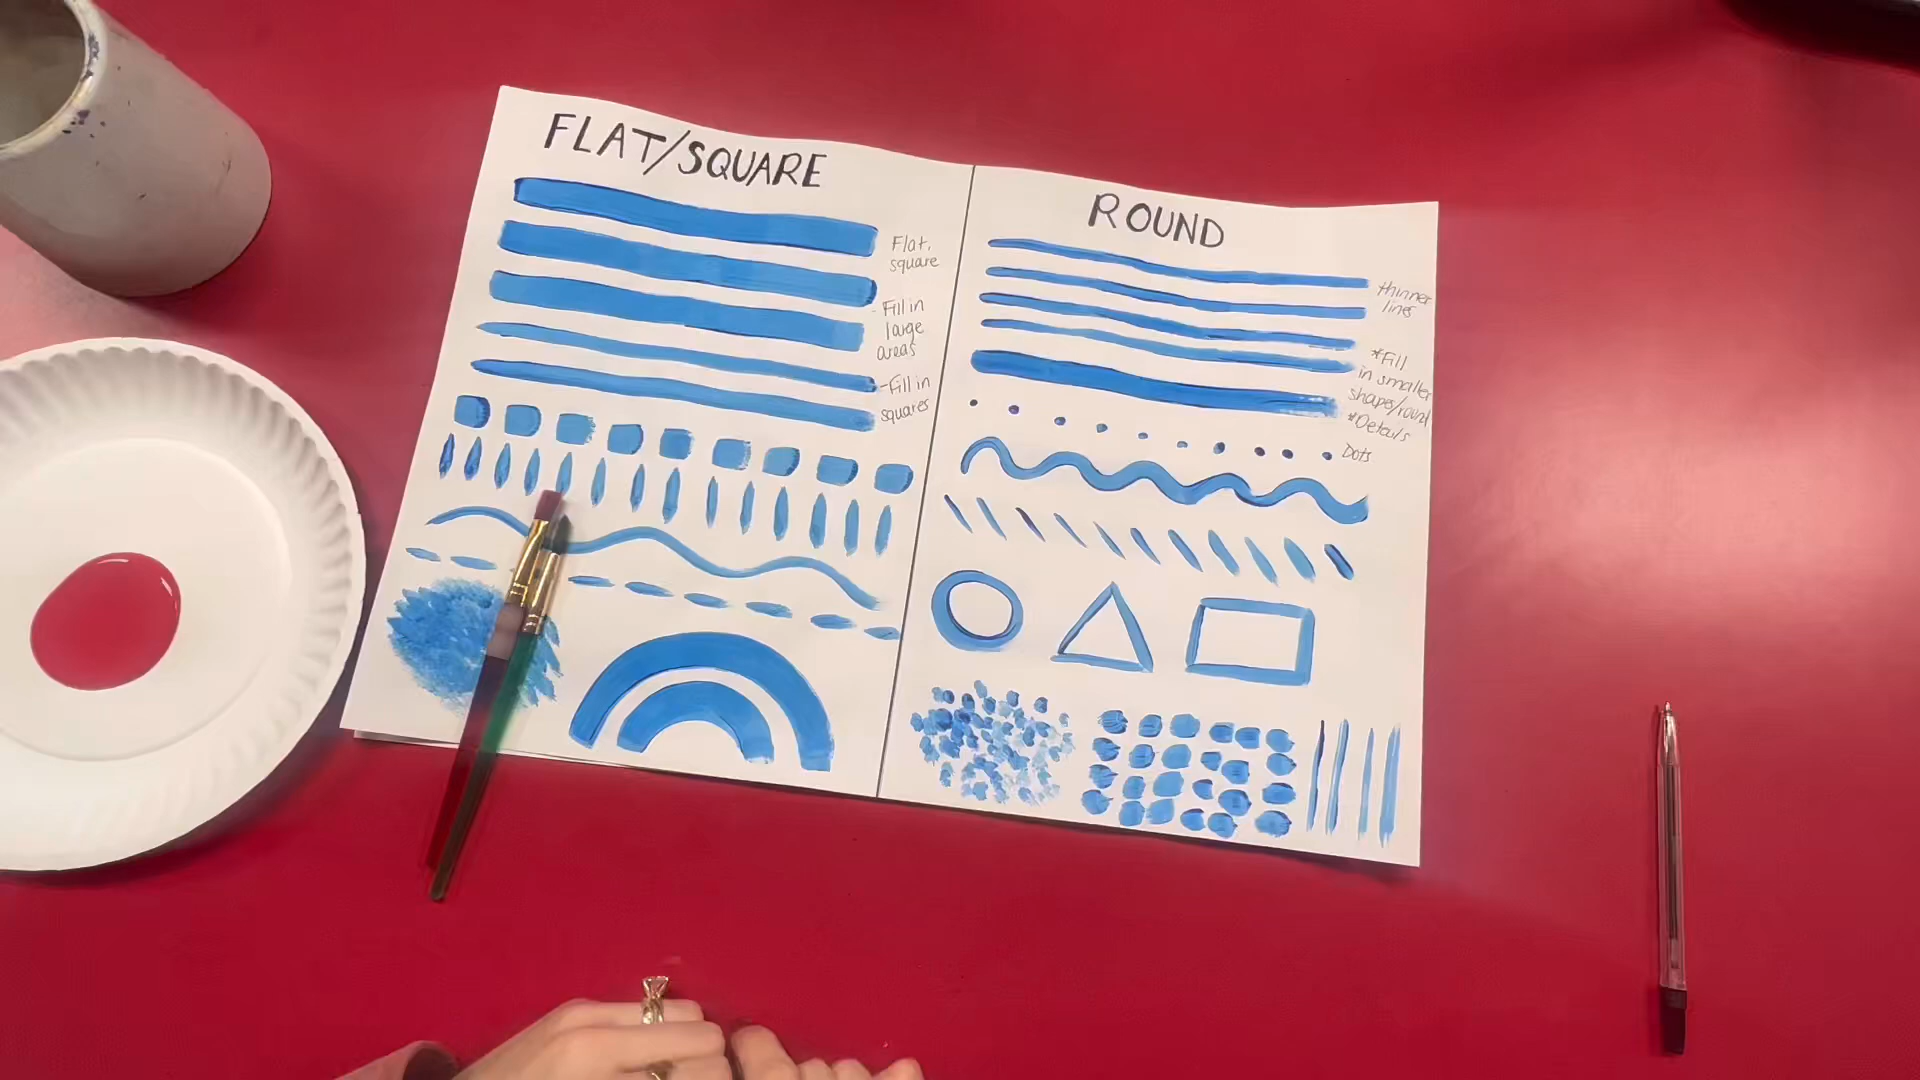 FLAT/SQUARE
Flat,
square
- Fill in
large
areas
-Fill in
squares
ROUND
thinner
lines
*Fill
in smaller
shapes/round
*Details
Dots